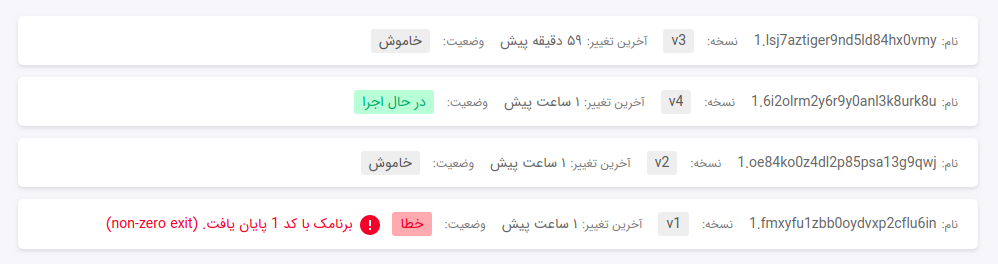 نام: 1.lsj7aztiger9nd5ld84hx0vmy نسخه: v3 آخرین تغییر: ۵۹ دقیقه پیش وضعیت: خاموش
نام: 1.6i2olrm2y6r9y0anl3k8urk8u نسخه: v4 آخرین تغییر: ۱ ساعت پیش وضعیت: در حال اجرا
نام: 1.oe84ko0z4dl2p85psa13g9qwj نسخه: v2 آخرین تغییر: ۱ ساعت پیش وضعیت: خاموش
نام: 1.fmxyfu1zbb0oydvxp2cflu6in نسخه: v1 آخرین تغییر: ۱ ساعت پیش وضعیت: خطا برنامک با کد 1 پایان یافت. (non-zero exit)